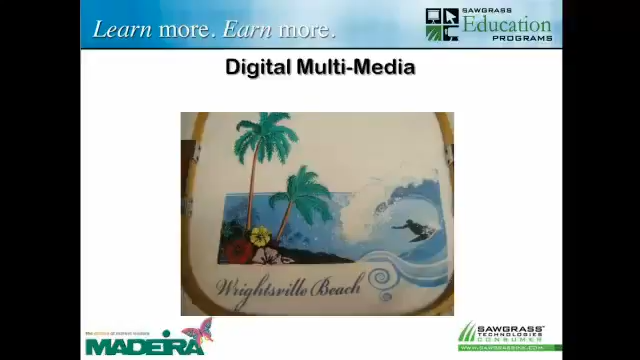 Learn more. Earn more.
SAWGRASS
Education
PROGRAMS
Digital Multi-Media
Wrightsville Beach
MADEIRA
SAWGRASS
TECHNOLOGIES
CONSUMER
WWW.SAWGRASSINK.COM